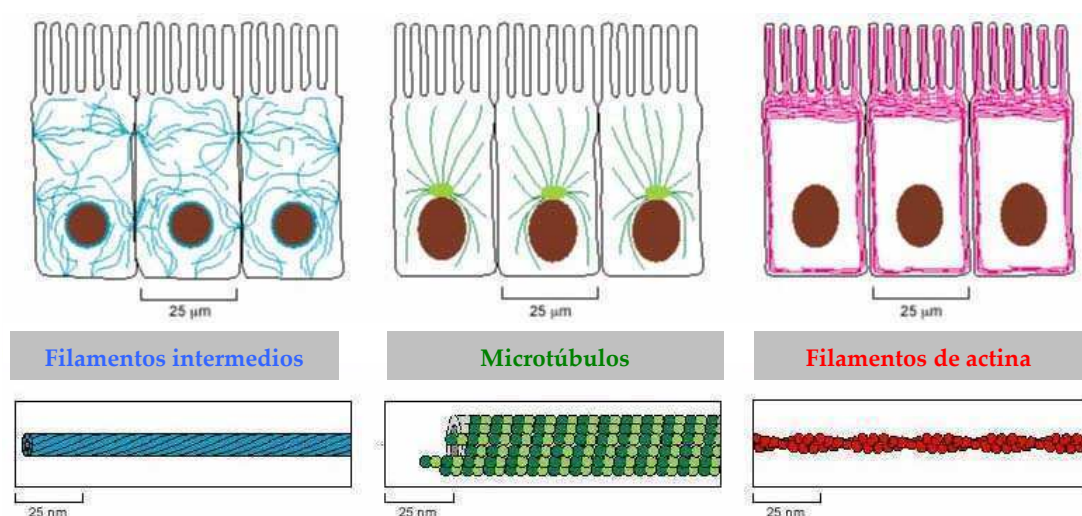 25 μm
25 μm
25 μm
Filamentos intermedios
Microtúbulos
Filamentos de actina
25 nm
25 nm
25 nm